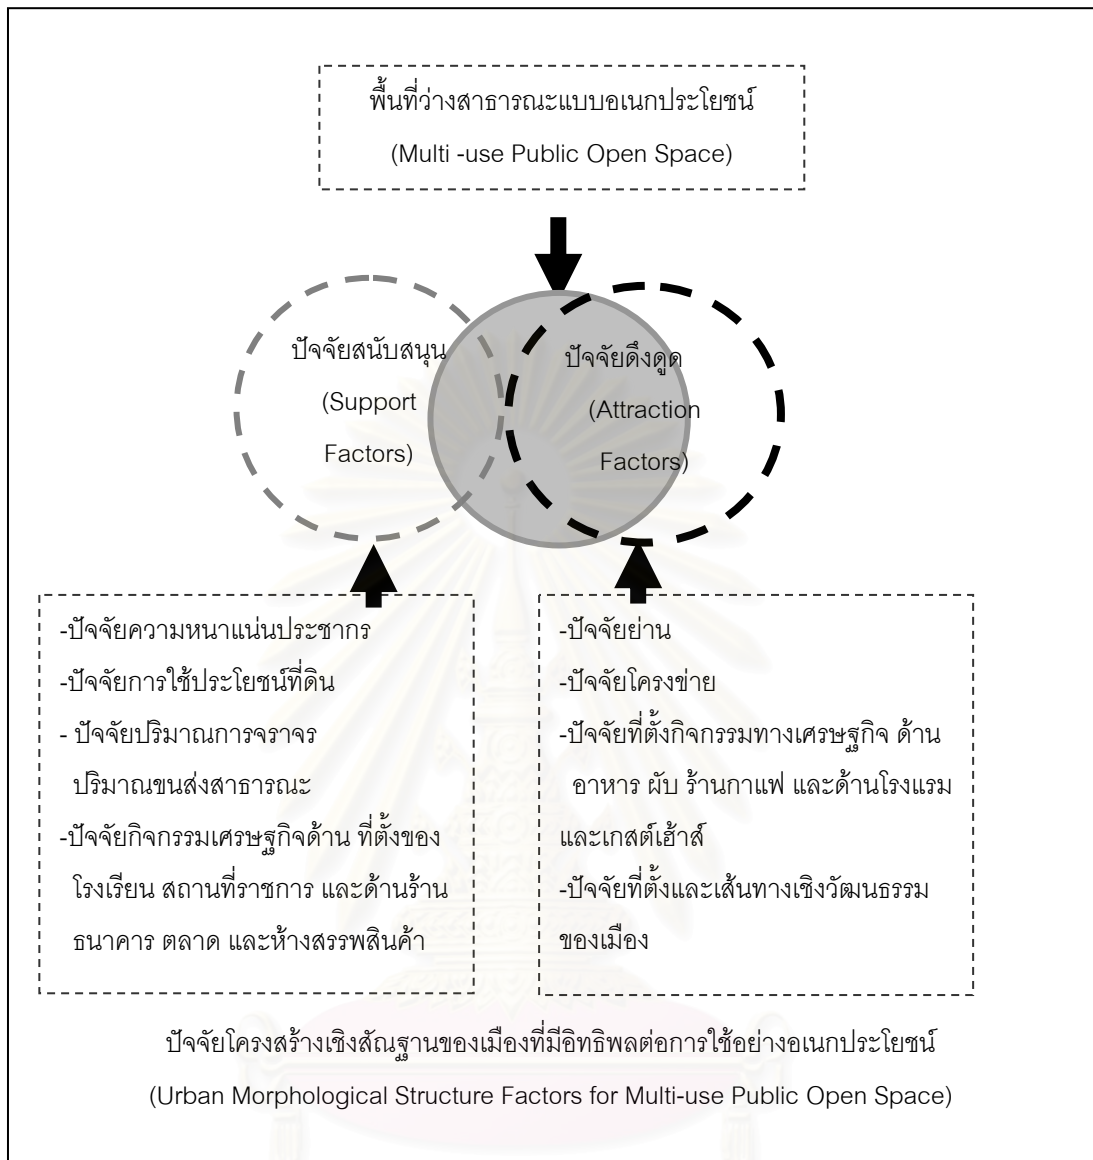 พื้นที่ว่างสาธารณะแบบอเนกประโยชน์
(Multi -use Public Open Space)
ปัจจัยสนับสนุน
(Support
Factors)
ปัจจัยดึงดูด
(Attraction
Factors)
-ปัจจัยความหนาแน่นประชากร
-ปัจจัยการใช้ประโยชน์ที่ดิน
- ปัจจัยปริมาณการจราจร
ปริมาณขนส่งสาธารณะ
-ปัจจัยกิจกรรมเศรษฐกิจด้าน ที่ตั้งของ
โรงเรียน สถานที่ราชการ และด้านร้าน
ธนาคาร ตลาด และห้างสรรพสินค้า
-ปัจจัยย่าน
-ปัจจัยโครงข่าย
-ปัจจัยที่ตั้งกิจกรรมทางเศรษฐกิจ ด้าน
อาหาร ผับ ร้านกาแฟ และด้านโรงแรม
และเกสต์เฮ้าส์
-ปัจจัยที่ตั้งและเส้นทางเชิงวัฒนธรรม
ของเมือง
ปัจจัยโครงสร้างเชิงสัณฐานของเมืองที่มีอิทธิพลต่อการใช้อย่างอเนกประโยชน์
(Urban Morphological Structure Factors for Multi-use Public Open Space)